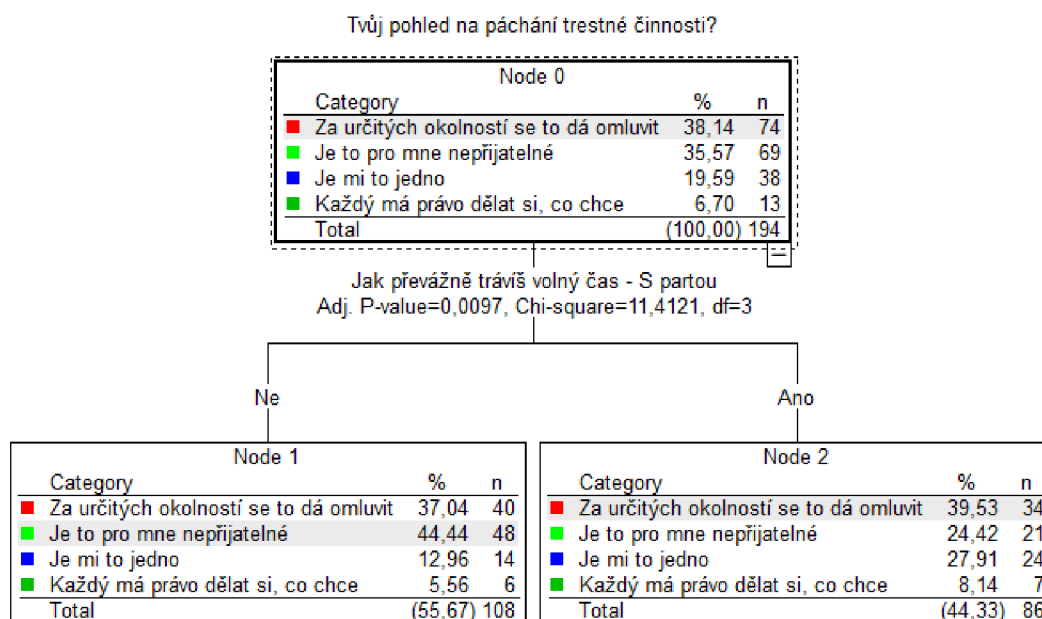 Tvůj pohled na páchání trestné činnosti?
Node 0
Category % n
Za určitých okolností se to dá omluvit 38,14 74
Je to pro mne nepřijatelné 35,57 69
Je mi to jedno 19,59 38
Každý má právo dělat si, co chce 6,70 13
Total (100,00) 194
Jak převážně trávíš volný čas - S partou
Adj. P-value=0,0097, Chi-square=11,4121, df=3
Ne
Ano
Node 1
Category % n
Za určitých okolností se to dá omluvit 37,04 40
Je to pro mne nepřijatelné 44,44 48
Je mi to jedno 12,96 14
Každý má právo dělat si, co chce 5,56 6
Total (55,67) 108
Node 2
Category % n
Za určitých okolností se to dá omluvit 39,53 34
Je to pro mne nepřijatelné 24,42 21
Je mi to jedno 27,91 24
Každý má právo dělat si, co chce 8,14 7
Total (44,33) 86